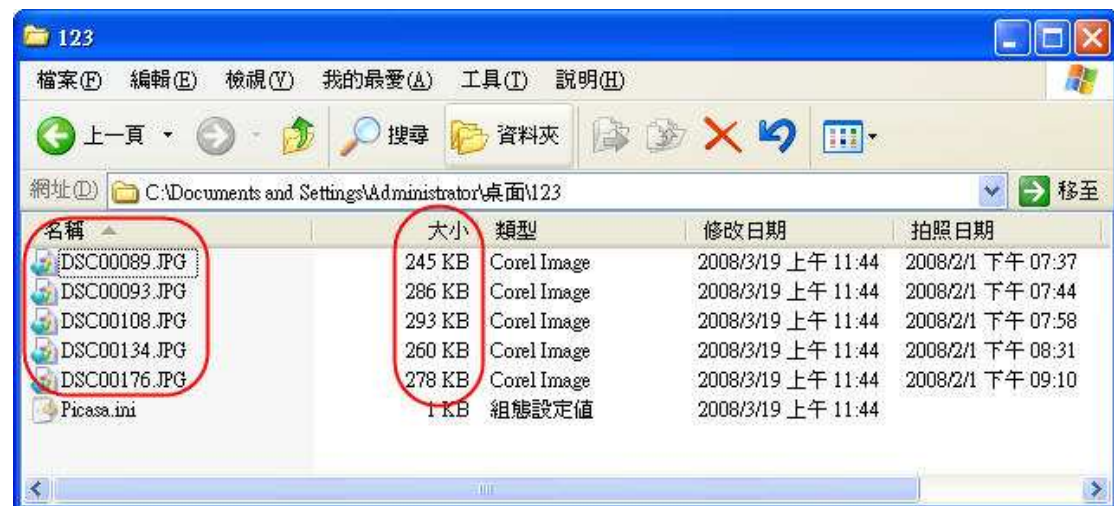 123
檔案(F) 編輯(E) 檢視(V) 我的最愛(A) 工具(T) 說明(H)
上一頁 搜尋 資料夾
網址(D) C:\Documents and Settings\Administrator\桌面\123 移至
名稱 大小 類型 修改日期 拍照日期
DSC00089.JPG 245 KB Corel Image 2008/3/19 上午 11:44 2008/2/1 下午 07:37
DSC00093.JPG 286 KB Corel Image 2008/3/19 上午 11:44 2008/2/1 下午 07:44
DSC00108.JPG 293 KB Corel Image 2008/3/19 上午 11:44 2008/2/1 下午 07:58
DSC00134.JPG 260 KB Corel Image 2008/3/19 上午 11:44 2008/2/1 下午 08:31
DSC00176.JPG 278 KB Corel Image 2008/3/19 上午 11:44 2008/2/1 下午 09:10
Picasa.ini 1 KB 組態設定值 2008/3/19 上午 11:44